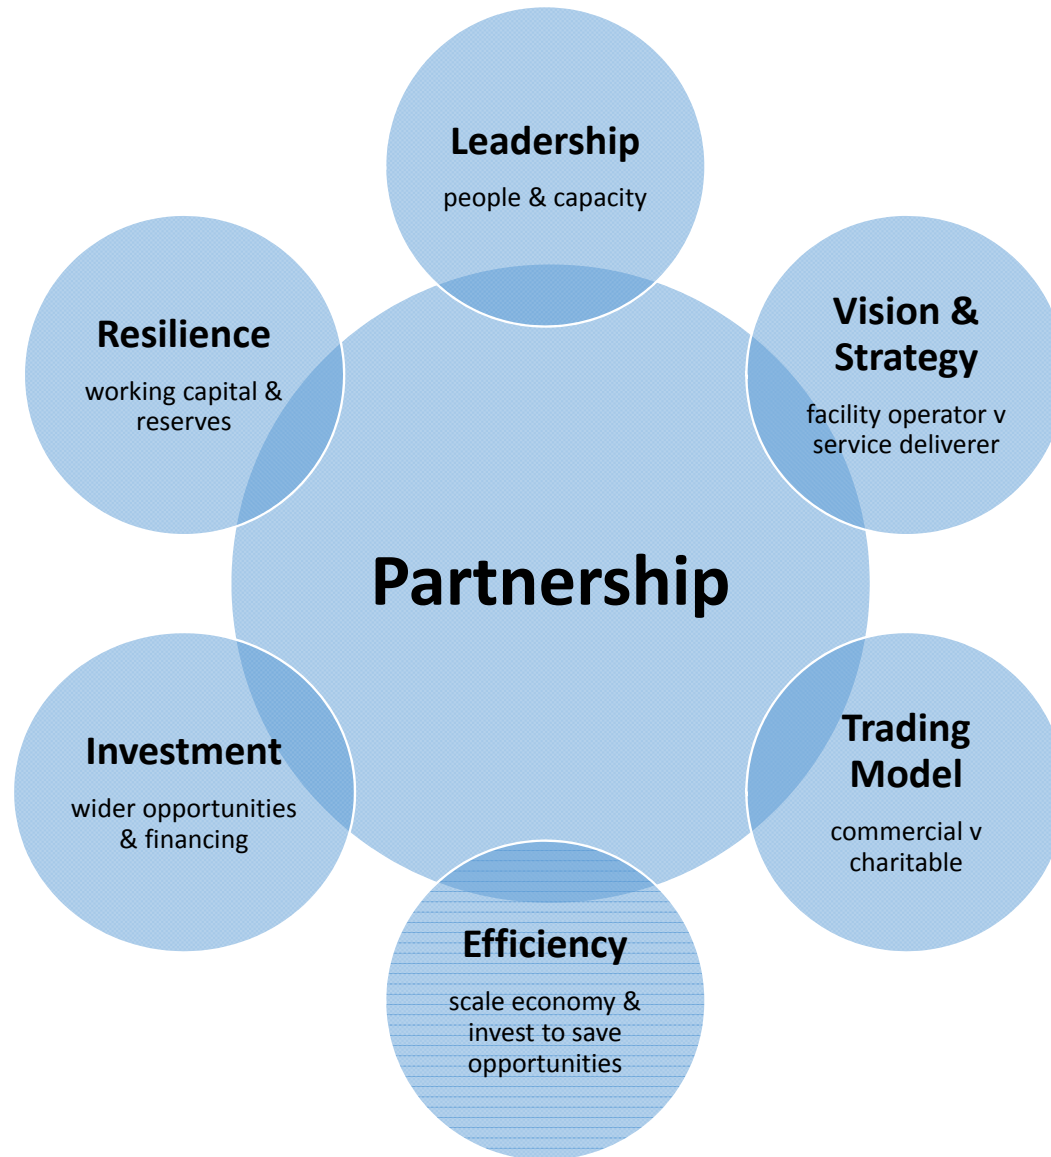 Leadership
people & capacity
Vision &
Strategy
facility operator v
service deliverer
Resilience
working capital &
reserves
Partnership
Trading
Model
commercial v
charitable
Investment
wider opportunities
& financing
Efficiency
scale economy &
invest to save
opportunities